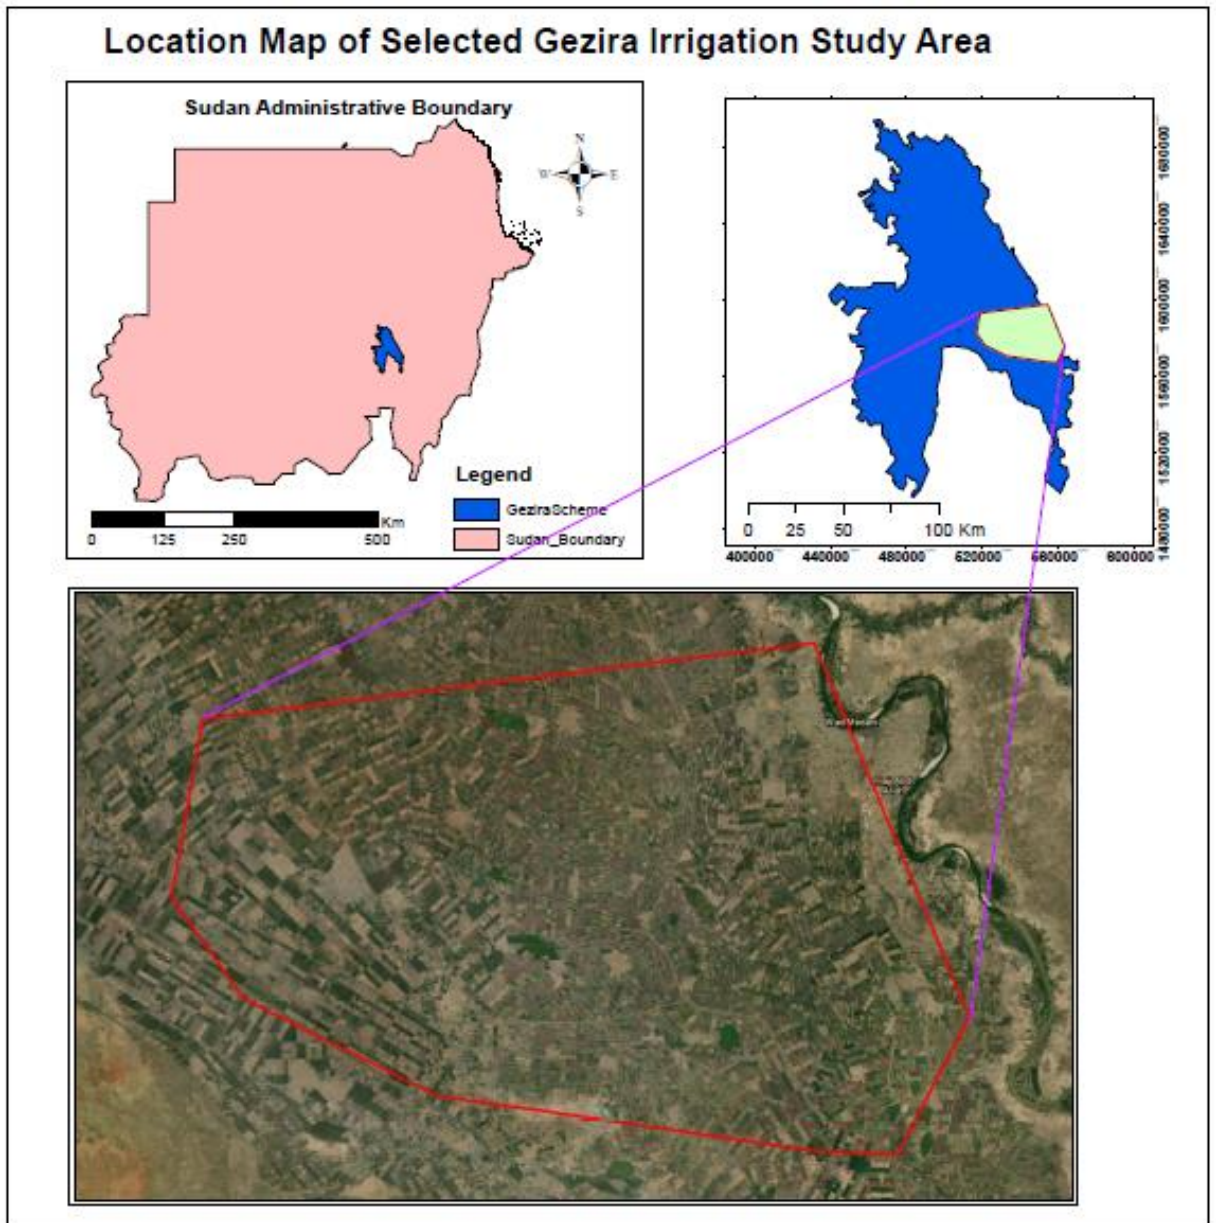 Location Map of Selected Gezira Irrigation Study Area
Sudan Administrative Boundary
N
W E
S
Legend
GeziraScheme
Sudan_Boundary
Km
0 125 250 500
1680000
1640000
1600000
1560000
1520000
1480000
0 25 50 100 Km
400000 440000 480000 520000 560000 600000
Wad Madani